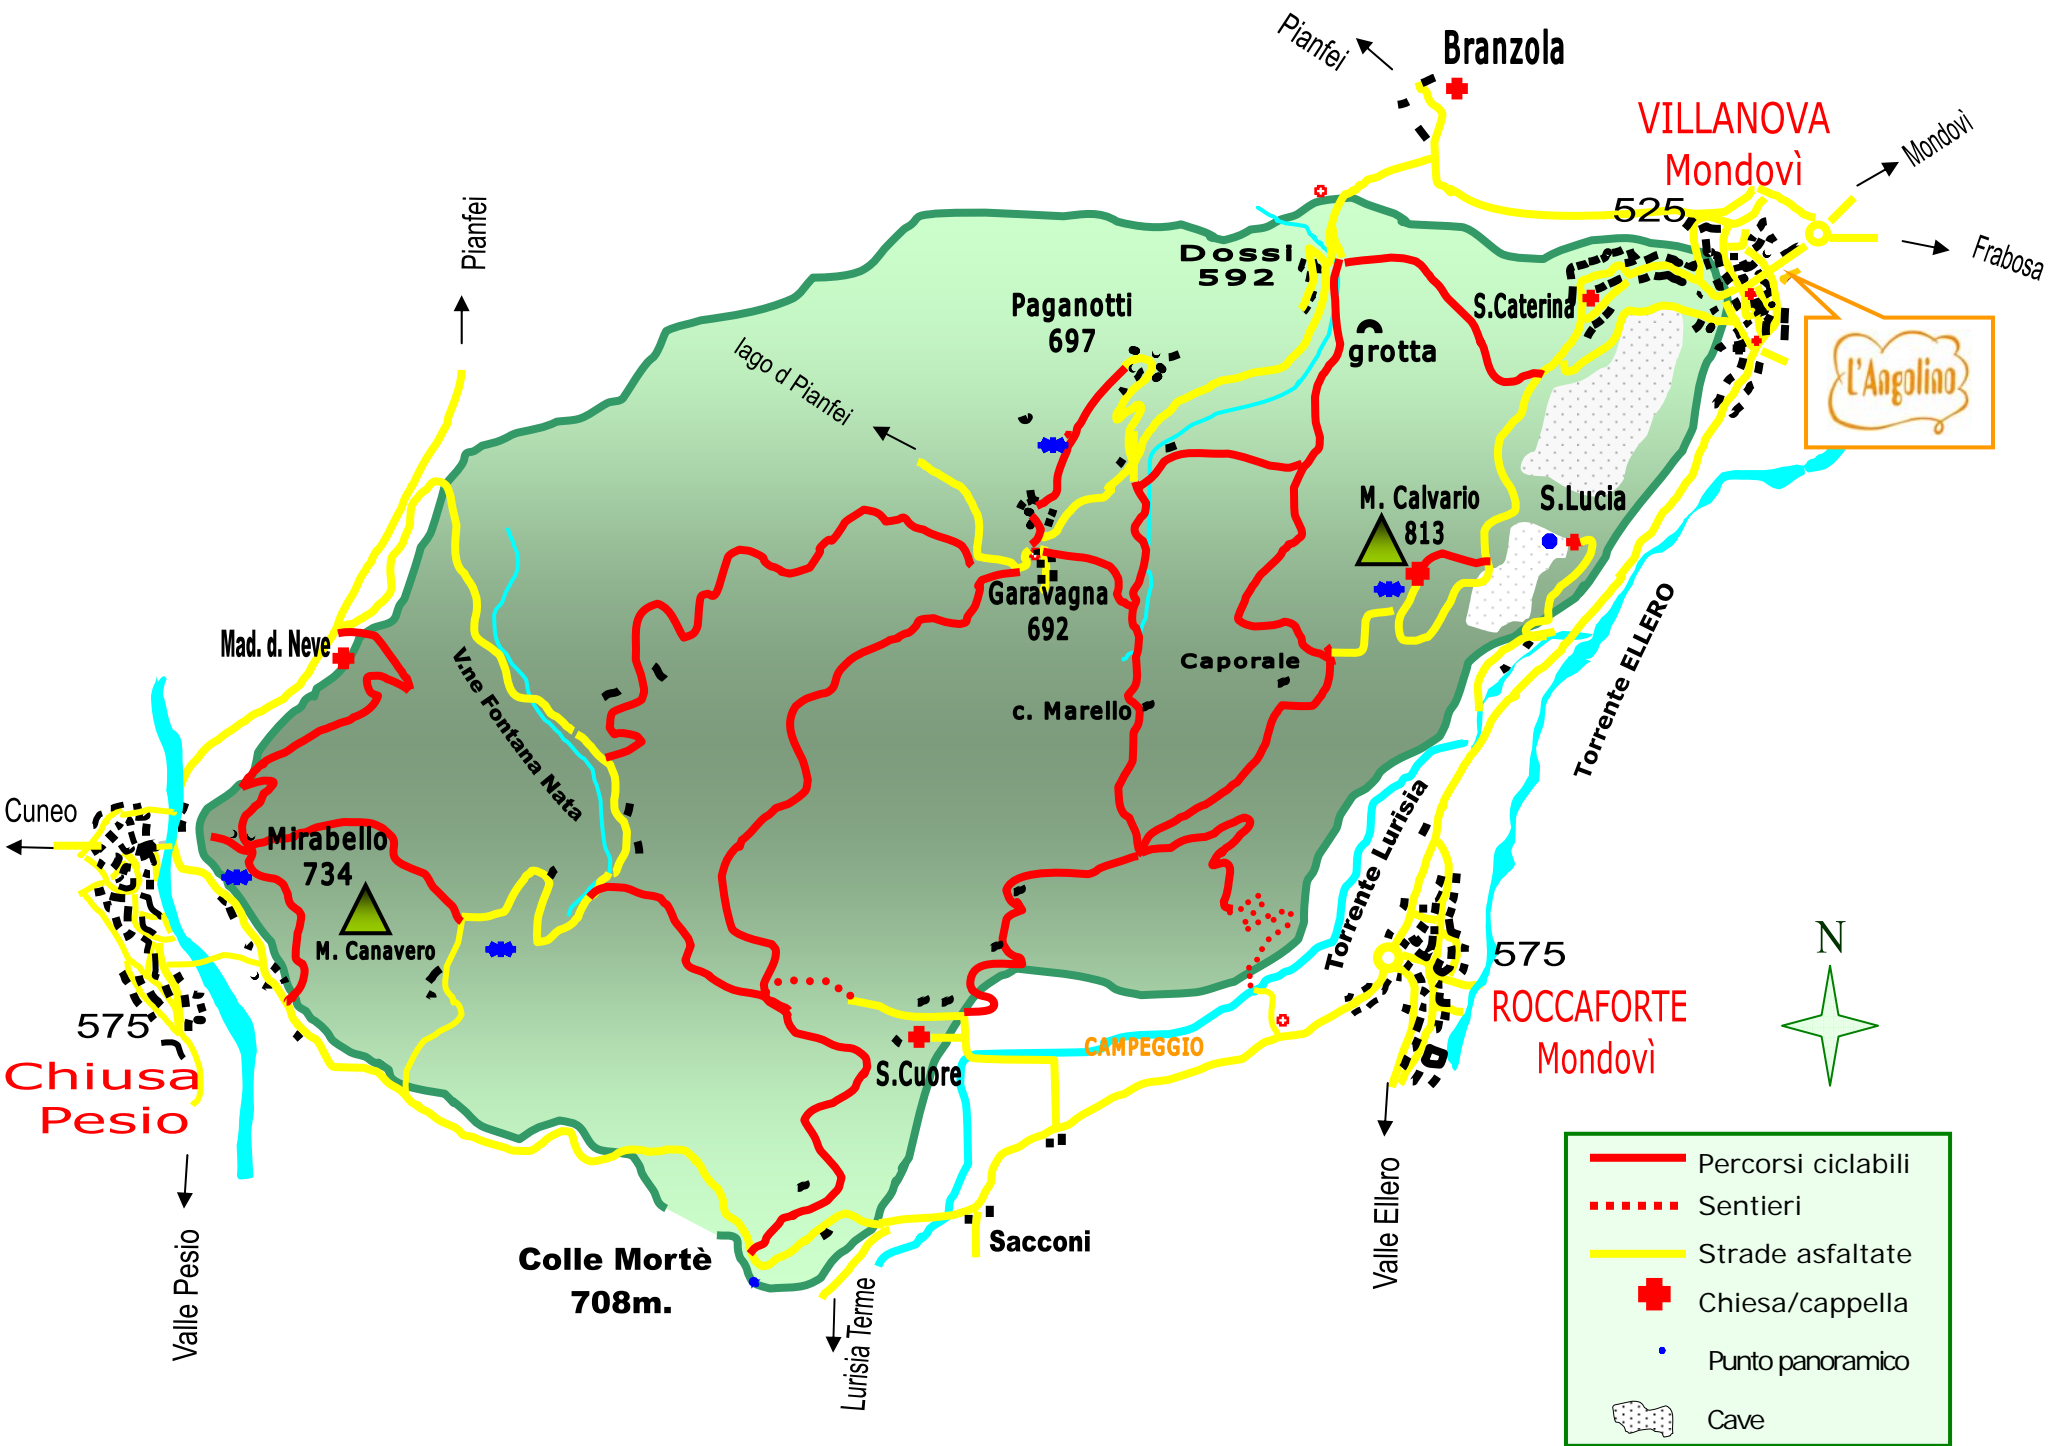 Pianfei
Branzola
VILLANOVA
Mondovì
Mondovì
525
Frabosa
Pianfei
Dossi
592
Paganotti
697
S.Caterina
grotta
lago d Pianfei
L'Angolino
M. Calvario
813
S.Lucia
Garavagna
692
Mad. d. Neve
V.ne Fontana Nata
Caporale
c. Marello
Torrente ELLERO
Cuneo
Mirabello
734
M. Canavero
Torrente Lurisia
N
575
ROCCAFORTE
Mondovì
575
Chiusa
Pesio
CAMPEGGIO
S.Cuore
Valle Pesio
Colle Mortè
708m.
Sacconi
Lurisia Terme
Valle Ellero
Percorsi ciclabili
Sentieri
Strade asfaltate
Chiesa/cappella
Punto panoramico
Cave